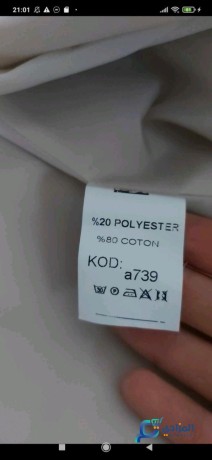 21:01
%20 POLYESTER
%80 COTON
KOD:
a739